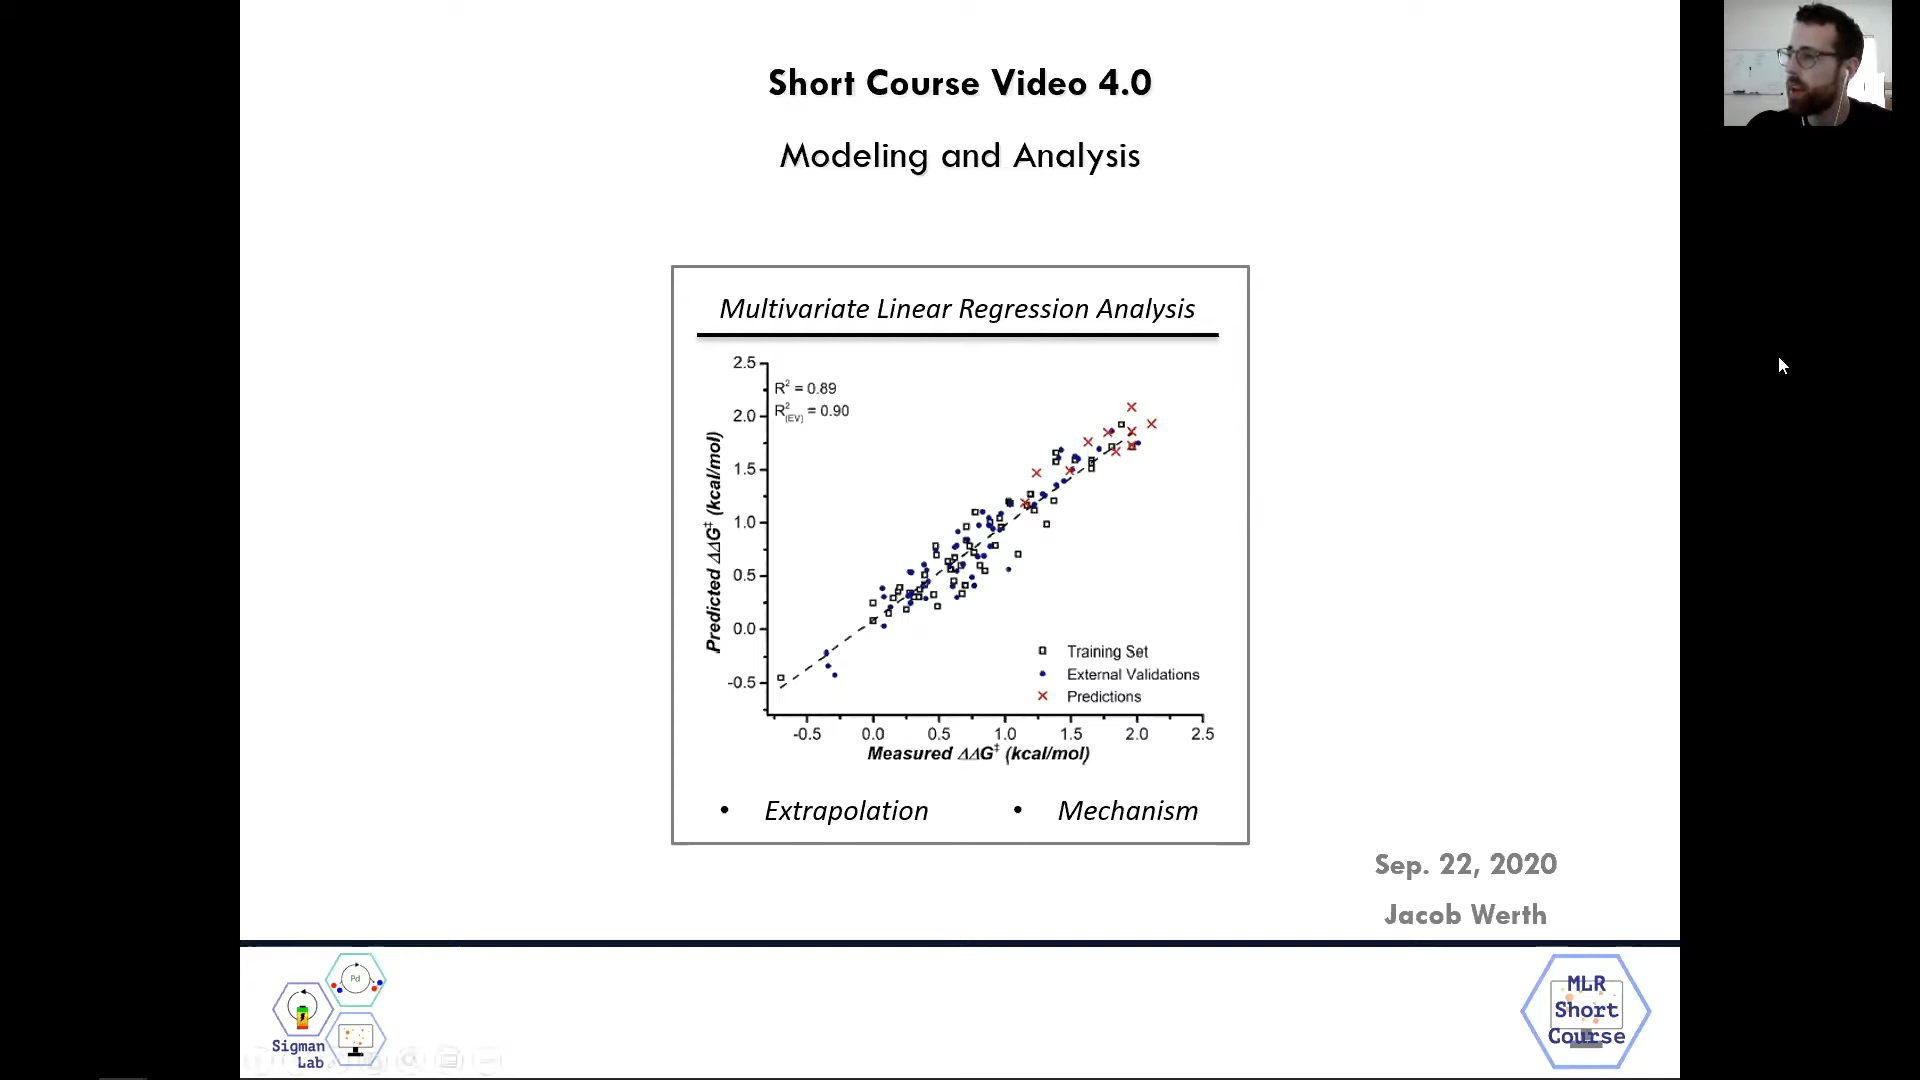 Short Course Video 4.0
Modeling and Analysis
Multivariate Linear Regression Analysis
R² = 0.89
R²(EV) = 0.90
2.5
2.0
1.5
1.0
0.5
0.0
-0.5
Predicted ΔΔG‡ (kcal/mol)
Training Set
External Validations
Predictions
-0.5 0.0 0.5 1.0 1.5 2.0 2.5
Measured ΔΔG‡ (kcal/mol)
• Extrapolation • Mechanism
Sep. 22, 2020
Jacob Werth
Pd
Sigman
Lab
MLR
Short
Course